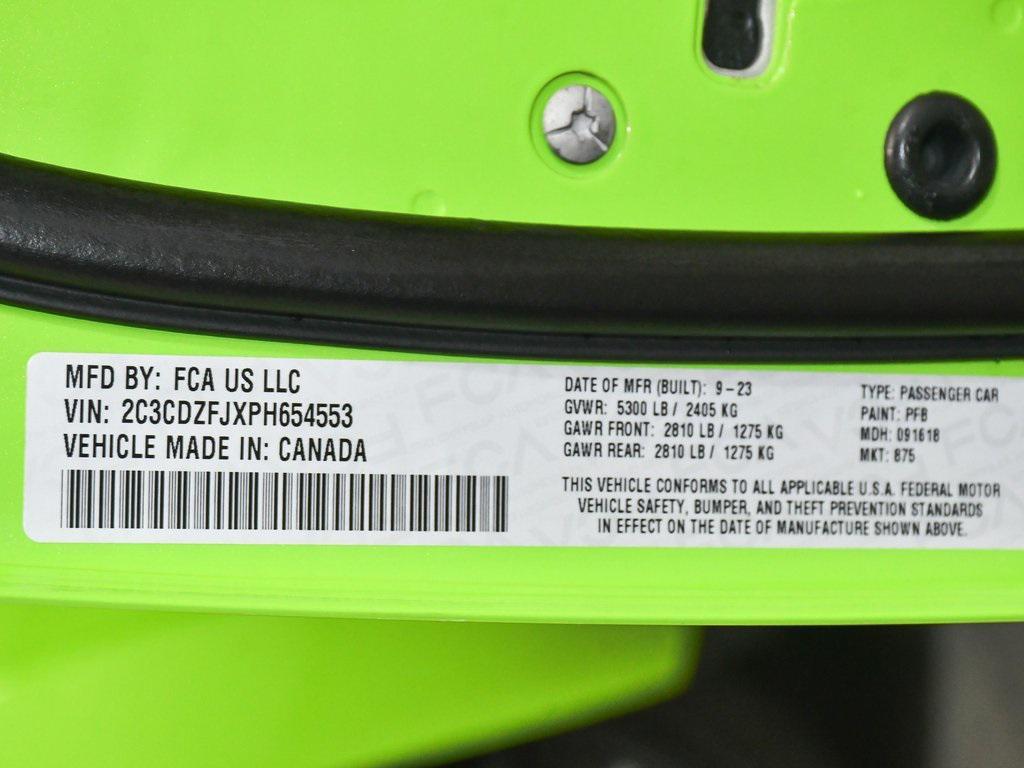 MFD BY: FCA US LLC
VIN: 2C3CDZFJXPH654553
VEHICLE MADE IN: CANADA
DATE OF MFR (BUILT): 9-23
GVWR: 5300 LB / 2405 KG
GAWR FRONT: 2810 LB / 1275 KG
GAWR REAR: 2810 LB / 1275 KG
TYPE: PASSENGER CAR
PAINT: PFB
MDH: 091618
MKT: 875
THIS VEHICLE CONFORMS TO ALL APPLICABLE U.S.A. FEDERAL MOTOR
VEHICLE SAFETY, BUMPER, AND THEFT PREVENTION STANDARDS
IN EFFECT ON THE DATE OF MANUFACTURE SHOWN ABOVE.